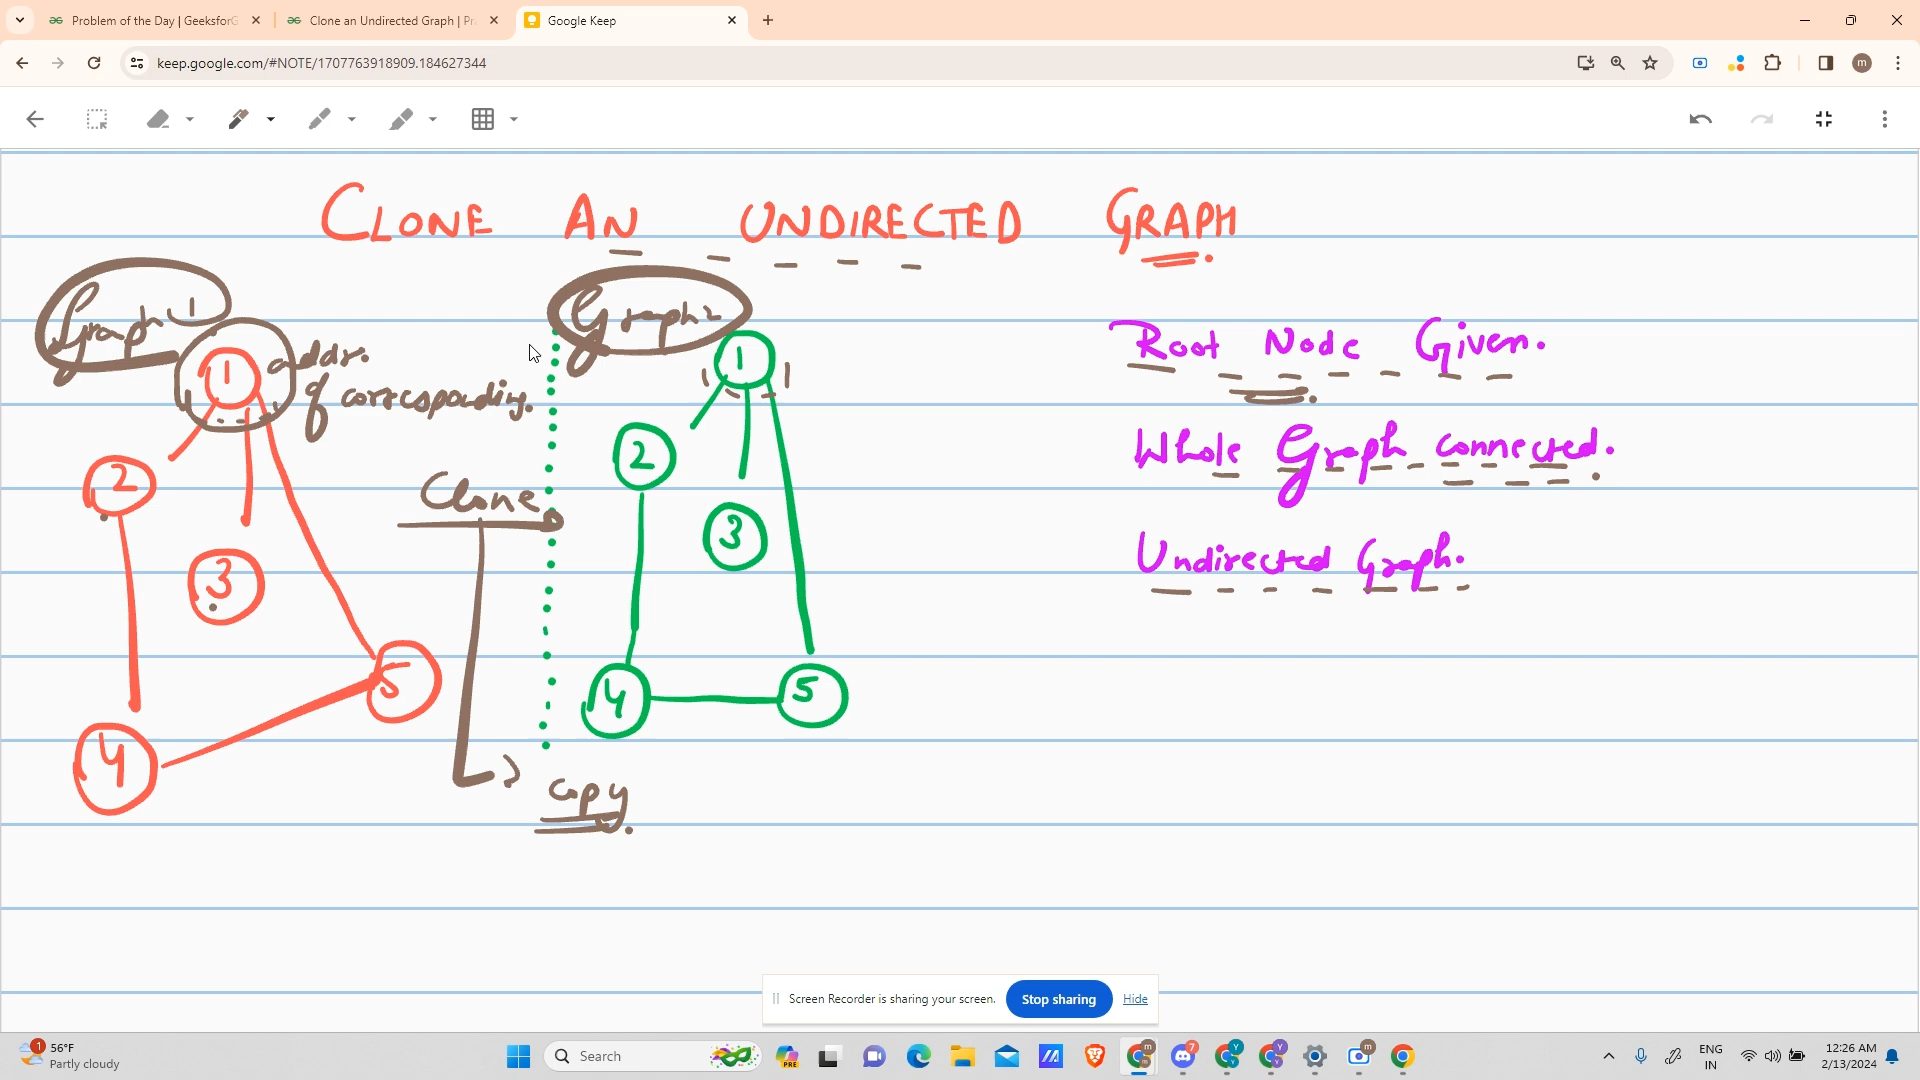 Problem of the Day | GeeksforG
Clone an Undirected Graph | Pr
Google Keep
keep.google.com/#NOTE/1707763918909.184627344
m
CLONE AN UNDIRECTED GRAPH
Graph 1
Graph 2
1 addr.
of corresponding.
2
3
4
5
Clone
copy
1
2
3
4
5
Root Node Given.
Whole Graph connected.
Undirected Graph.
Screen Recorder is sharing your screen.
Stop sharing
Hide
1
56°F
Partly cloudy
Search
PRE
m
7
Y
Y
m
ENG
IN
12:26 AM
2/13/2024